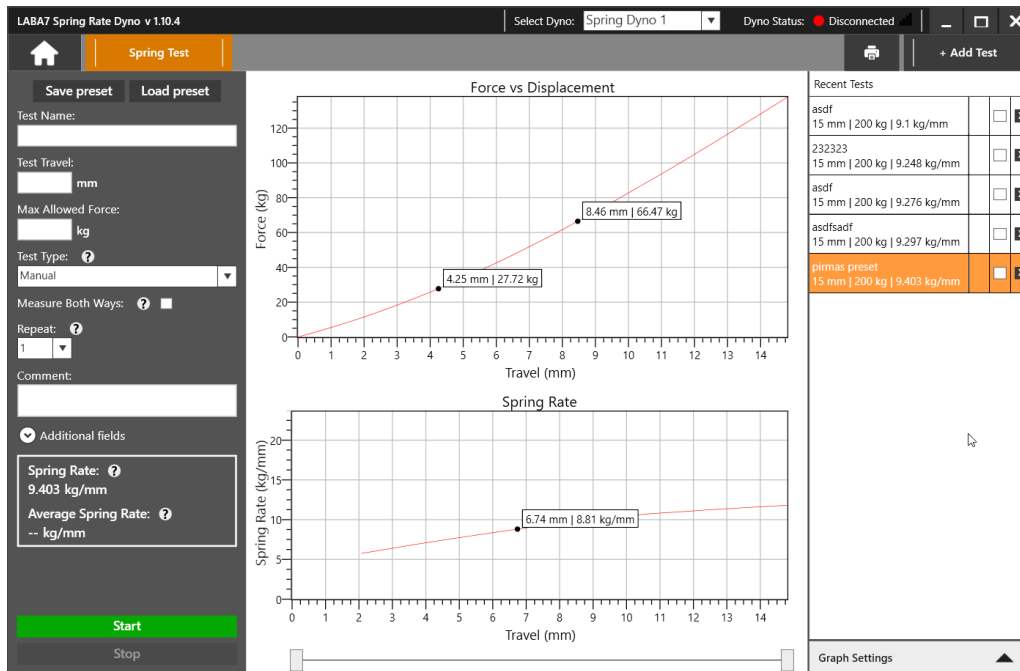 LABA7 Spring Rate Dyno v 1.10.4
Select Dyno: Spring Dyno 1
Dyno Status: Disconnected
Spring Test
+ Add Test
Save preset
Load preset
Test Name:
Test Travel:
mm
Max Allowed Force:
kg
Test Type: ?
Manual
Measure Both Ways: ?
Repeat: ?
1
Comment:
Additional fields
Spring Rate: ?
9.403 kg/mm
Average Spring Rate: ?
-- kg/mm
Start
Stop
Force vs Displacement
Force (kg)
120
100
80
60
40
20
0
8.46 mm | 66.47 kg
4.25 mm | 27.72 kg
0 1 2 3 4 5 6 7 8 9 10 11 12 13 14
Travel (mm)
Spring Rate
Spring Rate (kg/mm)
20
15
10
5
0
6.74 mm | 8.81 kg/mm
0 1 2 3 4 5 6 7 8 9 10 11 12 13 14
Travel (mm)
Recent Tests
asdf
15 mm | 200 kg | 9.1 kg/mm
232323
15 mm | 200 kg | 9.248 kg/mm
asdf
15 mm | 200 kg | 9.276 kg/mm
asdfsadf
15 mm | 200 kg | 9.297 kg/mm
pirmas preset
15 mm | 200 kg | 9.403 kg/mm
Graph Settings